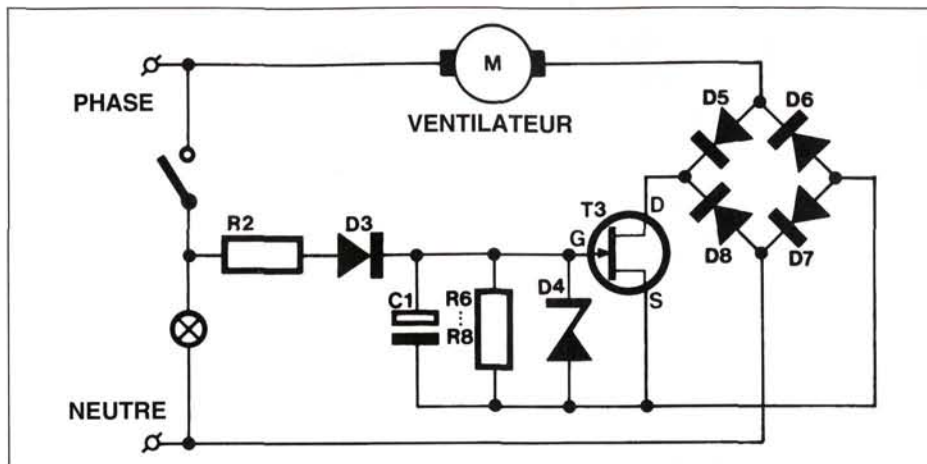 M
PHASE
VENTILATEUR
D5
D6
R2
D3
T3
D
G
D8
D7
C1
R6
R8
D4
S
NEUTRE